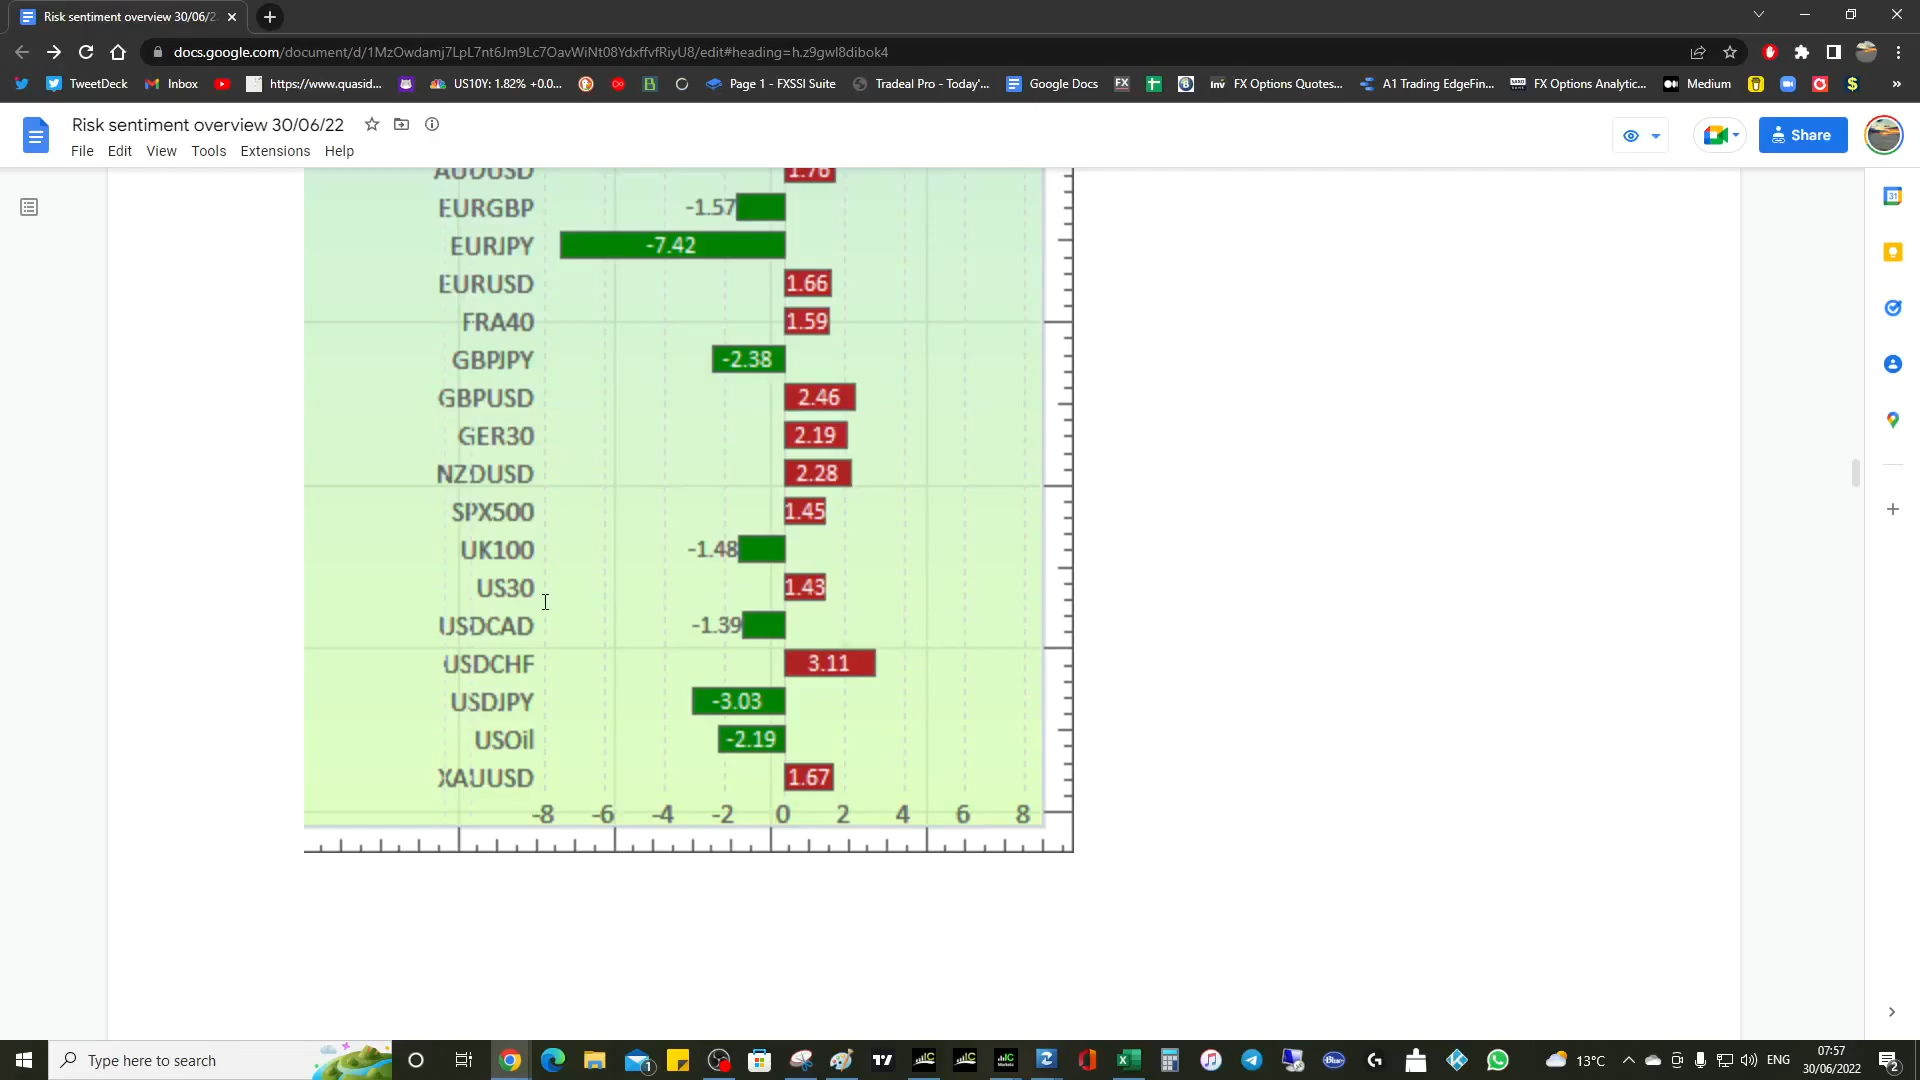 Risk sentiment overview 30/06/2
docs.google.com/document/d/1MzOwdamj7LpL7nt6Jm9Lc7OavWiNt08YdxffvfRiyU8/edit#heading=h.z9gwl8dibok4
TweetDeck Inbox https://www.quasid... US10Y: 1.82% +0.0... Page 1 - FXSSI Suite Tradeal Pro - Today'... Google Docs FX FX Options Quotes... A1 Trading EdgeFin... FX Options Analytic... Medium
Risk sentiment overview 30/06/22
File Edit View Tools Extensions Help
Share
AUDUSD 1.76
EURGBP -1.57
EURJPY -7.42
EURUSD 1.66
FRA40 1.59
GBPJPY -2.38
GBPUSD 2.46
GER30 2.19
NZDUSD 2.28
SPX500 1.45
UK100 -1.48
US30 1.43
USDCAD -1.39
USDCHF 3.11
USDJPY -3.03
USOil -2.19
XAUUSD 1.67
-8 -6 -4 -2 0 2 4 6 8
Type here to search
13°C
ENG
07:57
30/06/2022